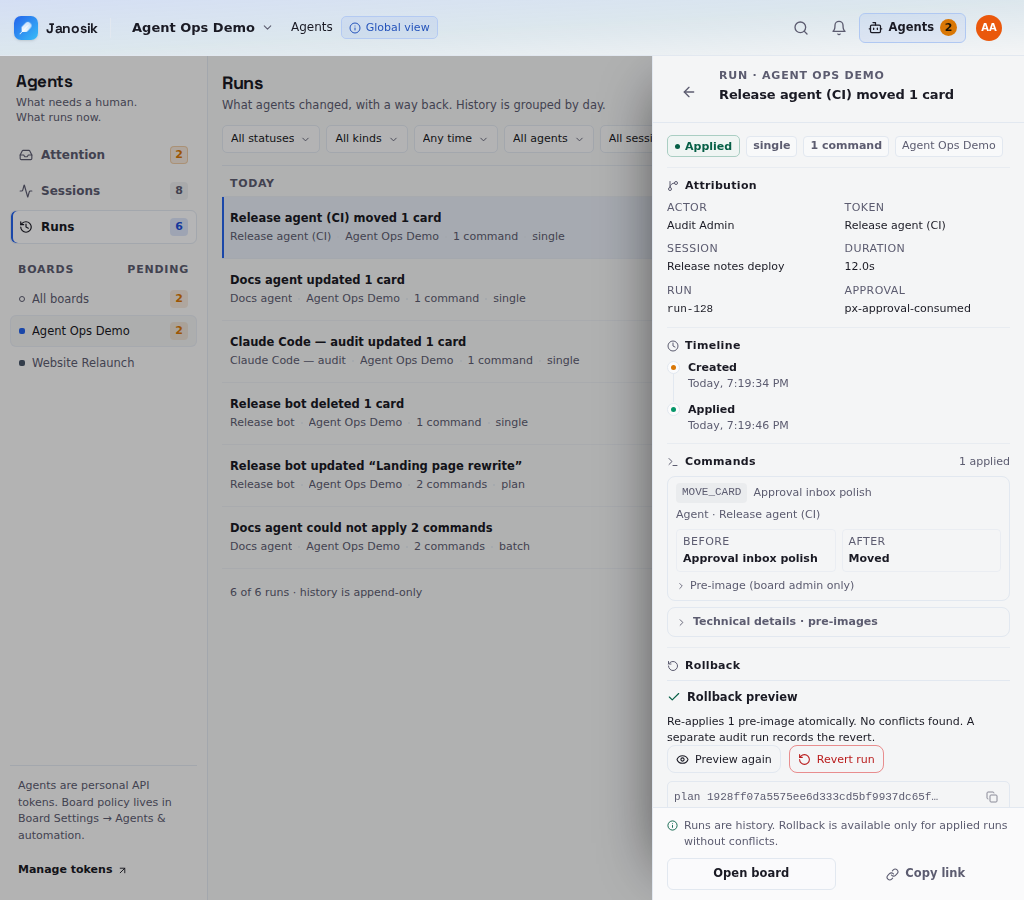 Janosik
Agent Ops Demo
Agents
Global view
Agents 2
AA
Agents
What needs a human.
What runs now.
Attention 2
Sessions 8
Runs 6
BOARDS PENDING
All boards 2
Agent Ops Demo 2
Website Relaunch
Agents are personal API
tokens. Board policy lives in
Board Settings → Agents &
automation.
Manage tokens
Runs
What agents changed, with a way back. History is grouped by day.
All statuses
All kinds
Any time
All agents
All sessi
TODAY
Release agent (CI) moved 1 card
Release agent (CI) · Agent Ops Demo · 1 command · single
Docs agent updated 1 card
Docs agent · Agent Ops Demo · 1 command · single
Claude Code — audit updated 1 card
Claude Code — audit · Agent Ops Demo · 1 command · single
Release bot deleted 1 card
Release bot · Agent Ops Demo · 1 command · single
Release bot updated “Landing page rewrite”
Release bot · Agent Ops Demo · 2 commands · plan
Docs agent could not apply 2 commands
Docs agent · Agent Ops Demo · 2 commands · batch
6 of 6 runs · history is append-only
RUN · AGENT OPS DEMO
Release agent (CI) moved 1 card
Applied
single
1 command
Agent Ops Demo
Attribution
ACTOR TOKEN
Audit Admin Release agent (CI)
SESSION DURATION
Release notes deploy 12.0s
RUN APPROVAL
run-128 px-approval-consumed
Timeline
Created
Today, 7:19:34 PM
Applied
Today, 7:19:46 PM
Commands 1 applied
MOVE_CARD Approval inbox polish
Agent · Release agent (CI)
BEFORE AFTER
Approval inbox polish Moved
Pre-image (board admin only)
Technical details · pre-images
Rollback
Rollback preview
Re-applies 1 pre-image atomically. No conflicts found. A
separate audit run records the revert.
Preview again
Revert run
plan 1928ff07a5575ee6d333cd5bf9937dc65f…
Runs are history. Rollback is available only for applied runs
without conflicts.
Open board
Copy link